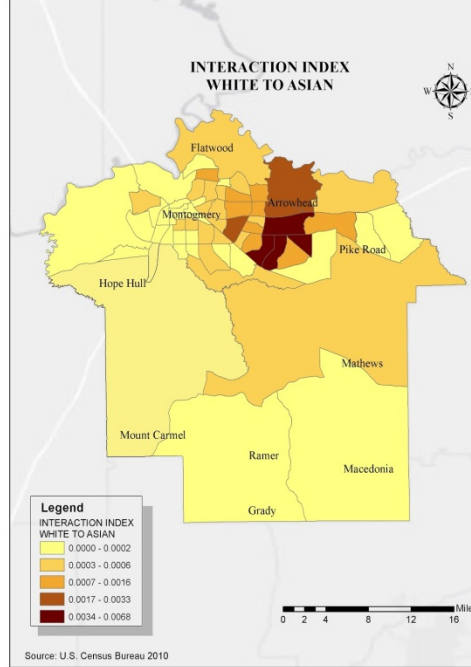 INTERACTION INDEX
WHITE TO ASIAN
N
W
S
Flatwood
Arrowhead
Montogmery
Pike Road
Hope Hull
Mathews
Mount Carmel
Ramer
Macedonia
Grady
Legend
INTERACTION INDEX
WHITE TO ASIAN
0.0000 - 0.0002
0.0003 - 0.0006
0.0007 - 0.0016
0.0017 - 0.0033
0.0034 - 0.0068
Mile
0 2 4 8 12 16
Source: U.S. Census Bureau 2010